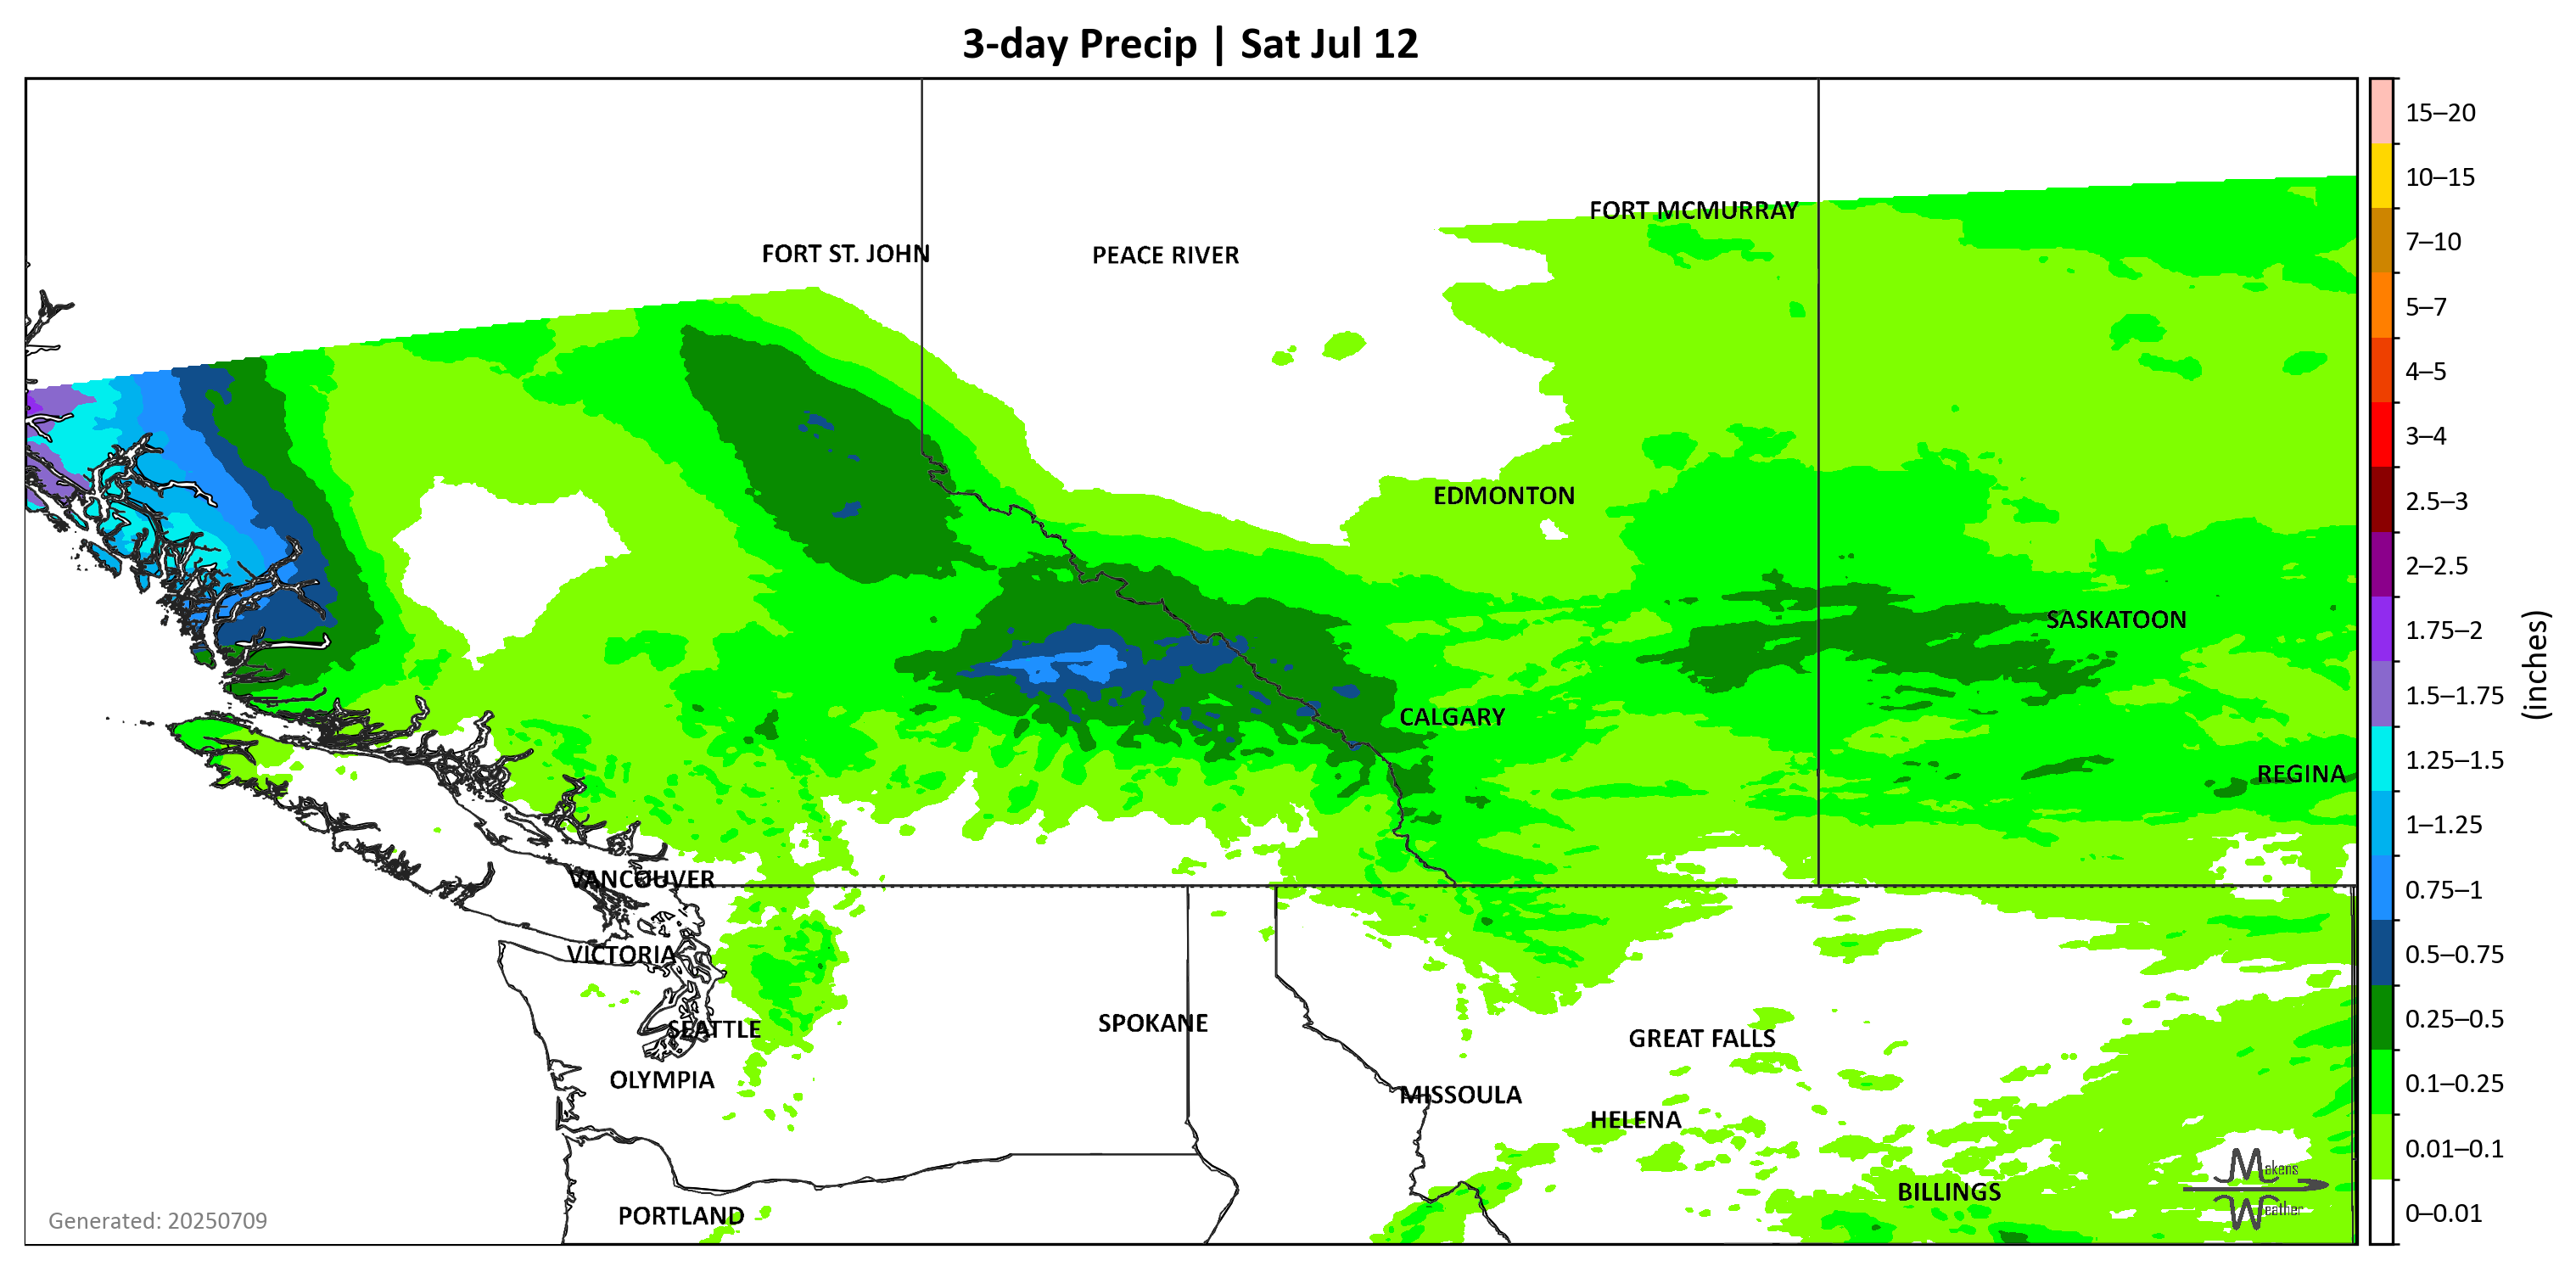 3-day Precip | Sat Jul 12
FORT MCMURRAY
FORT ST. JOHN
PEACE RIVER
EDMONTON
SASKATOON
CALGARY
REGINA
VANCOUVER
VICTORIA
SPOKANE
SEATTLE
GREAT FALLS
OLYMPIA
MISSOULA
HELENA
BILLINGS
PORTLAND
Makens
Weather
Generated: 20250709
15–20
10–15
7–10
5–7
4–5
3–4
2.5–3
2–2.5
1.75–2
1.5–1.75
1.25–1.5
1–1.25
0.75–1
0.5–0.75
0.25–0.5
0.1–0.25
0.01–0.1
0–0.01
(inches)